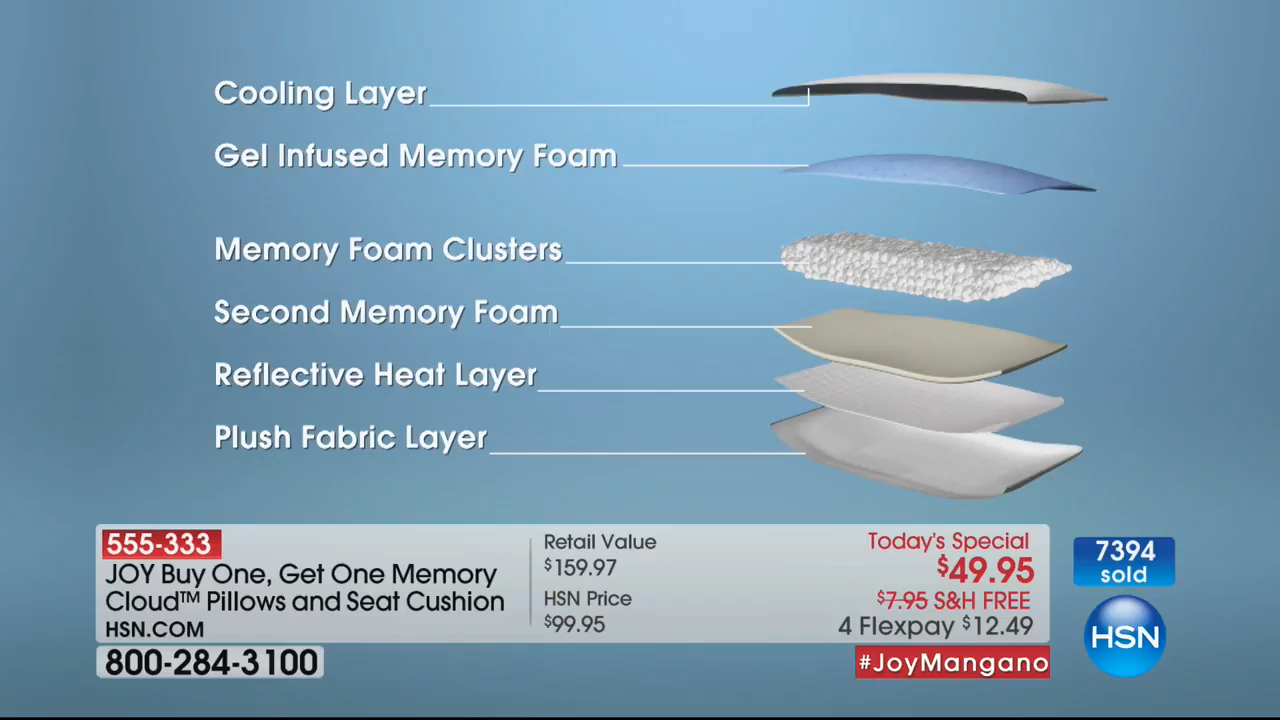 Cooling Layer
Gel Infused Memory Foam
Memory Foam Clusters
Second Memory Foam
Reflective Heat Layer
Plush Fabric Layer
555-333
JOY Buy One, Get One Memory
Cloud™ Pillows and Seat Cushion
HSN.COM
800-284-3100
Retail Value
$159.97
HSN Price
$99.95
Today's Special
$49.95
$7.95 S&H FREE
4 Flexpay $12.49
#JoyMangano
7394
sold
HSN